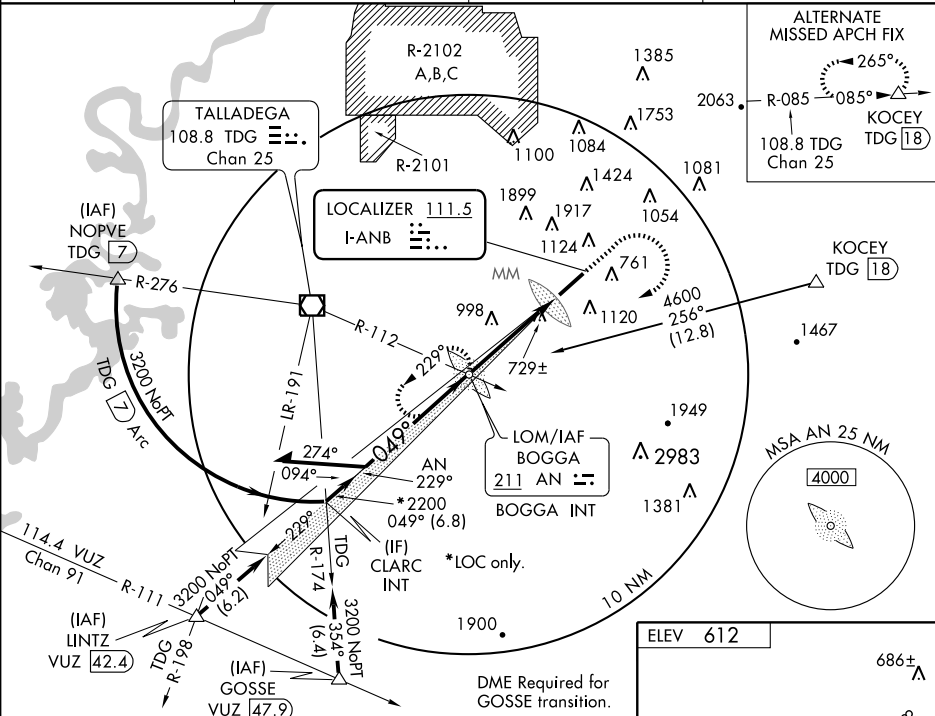 R-2102
A,B,C
R-2101
TALLADEGA
108.8 TDG
Chan 25
LOCALIZER 111.5
I-ANB
ALTERNATE
MISSED APCH FIX
265°
R-085
085°
KOCEY
TDG 18
108.8 TDG
Chan 25
1385
2063
1753
1100
1084
1424
1081
1899
1917
1054
1124
761
MM
998
1120
729±
(IAF)
NOPVE
TDG 7
R-276
R-112
KOCEY
TDG 18
4600
256°
(12.8)
1467
3200 NoPT
TDG 7 Arc
LR-191
229°
049°
274°
094°
AN
229°
*2200
049° (6.8)
LOM/IAF
BOGGA
211 AN
BOGGA INT
1949
2983
1381
MSA AN 25 NM
4000
229°
(IF)
CLARC
INT
TDG
R-174
*LOC only.
10 NM
114.4 VUZ
Chan 91
R-111
3200 NoPT
049°
(6.2)
(IAF)
LINTZ
VUZ 42.4
TDG
R-198
3200 NoPT
354°
(6.4)
(IAF)
GOSSE
VUZ 47.9
1900
DME Required for
GOSSE transition.
ELEV 612
686±